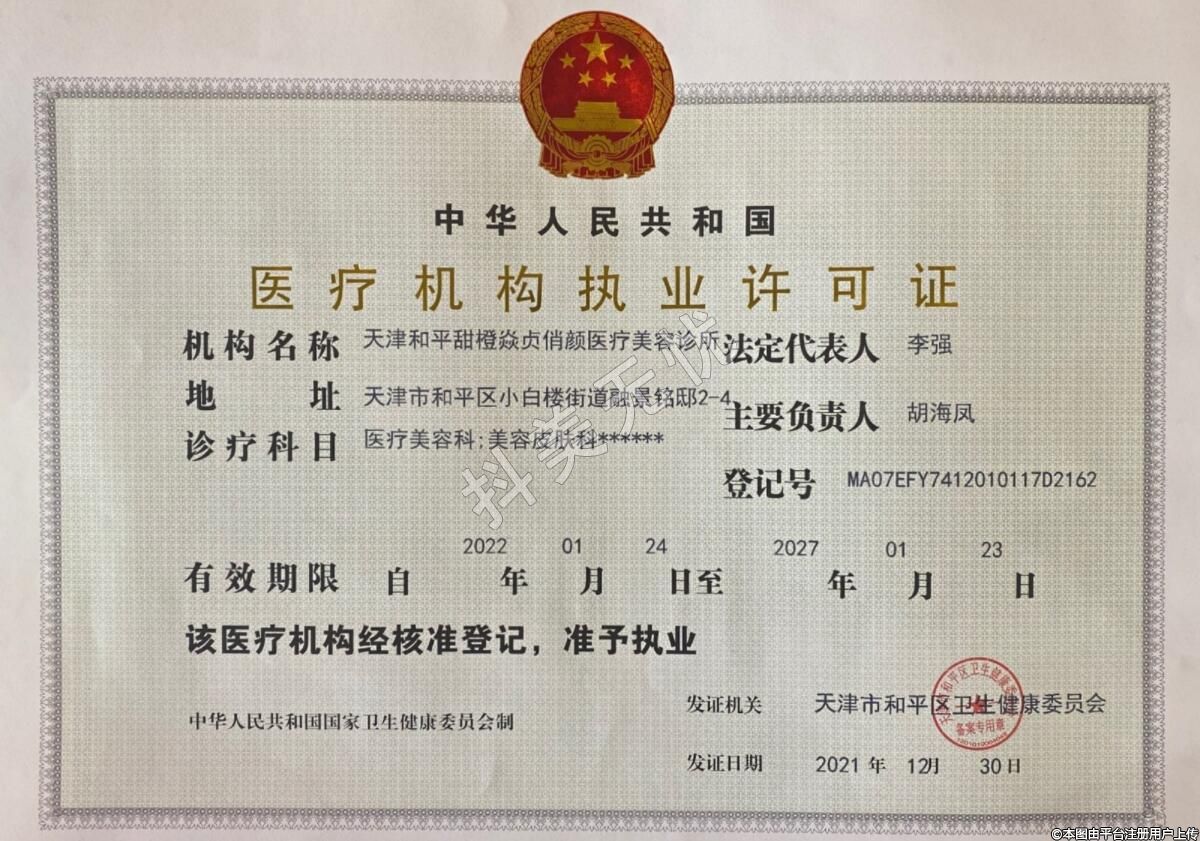 中华人民共和国
医疗机构执业许可证
机构名称 天津和平甜橙焱贞俏颜医疗美容诊所 法定代表人 李强
地址 天津市和平区小白楼街道融景铭邸2-4 主要负责人 胡海凤
诊疗科目 医疗美容科;美容皮肤科******
登记号 MA07EFY7412010117D2162
有效期限 自 2022 年 01 月 24 日至 2027 年 01 月 23 日
该医疗机构经核准登记，准予执业
发证机关 天津市和平区卫生健康委员会
中华人民共和国国家卫生健康委员会制
发证日期 2021 年 12月 30日
备案专用章
抖美无忧
©本图由平台注册用户上传